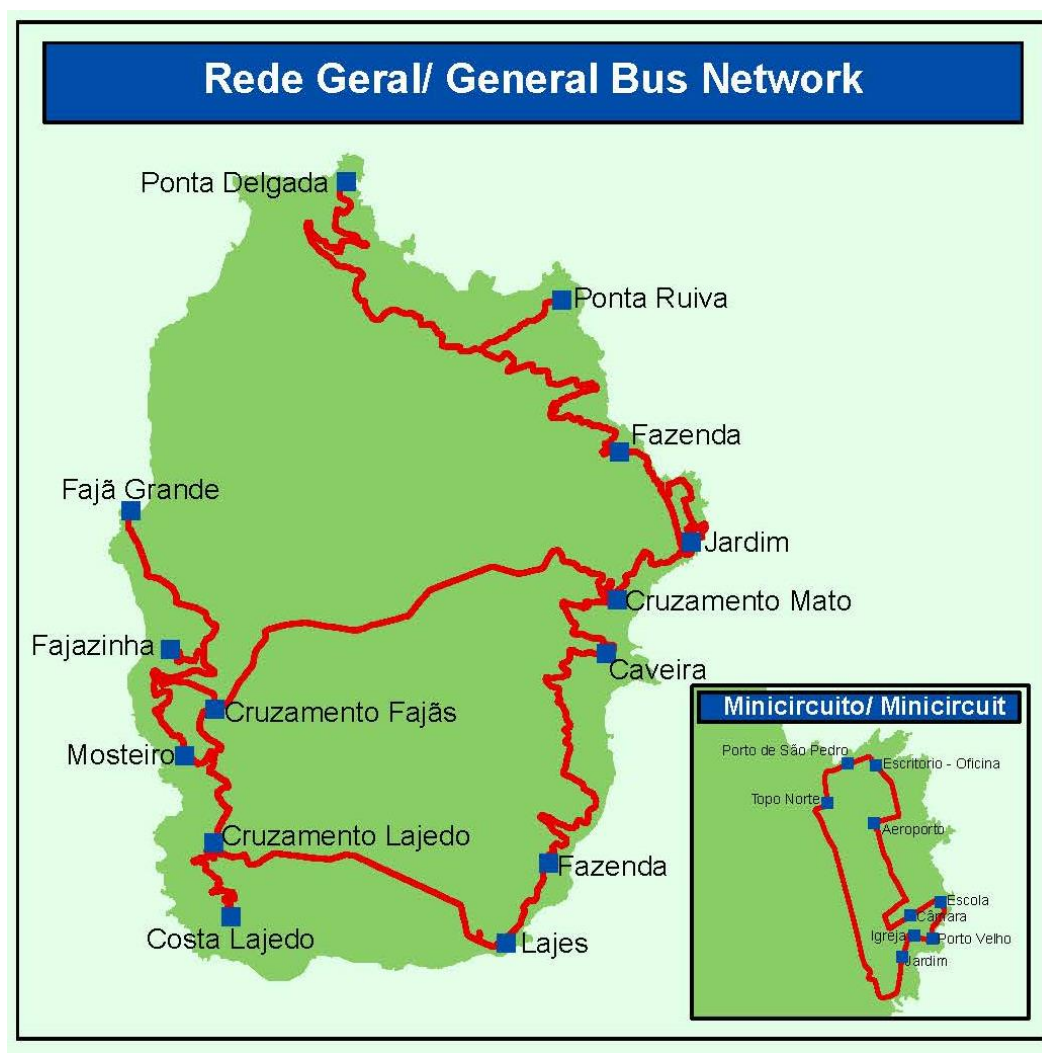 Rede Geral/ General Bus Network
Ponta Delgada
Ponta Ruiva
Fazenda
Fajã Grande
Jardim
Cruzamento Mato
Fajazinha
Caveira
Cruzamento Fajãs
Mosteiro
Cruzamento Lajedo
Fazenda
Costa Lajedo
Lajes
Minicircuito/ Minicircuit
Porto de São Pedro
Escritorio - Oficina
Topo Norte
Aeroporto
Escola
Câmara
Igreja
Porto Velho
Jardim